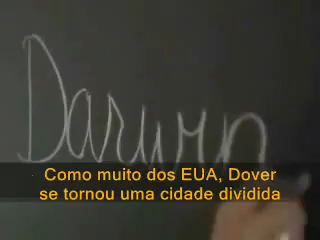 Darwin
Como muito dos EUA, Dover
se tornou uma cidade dividida